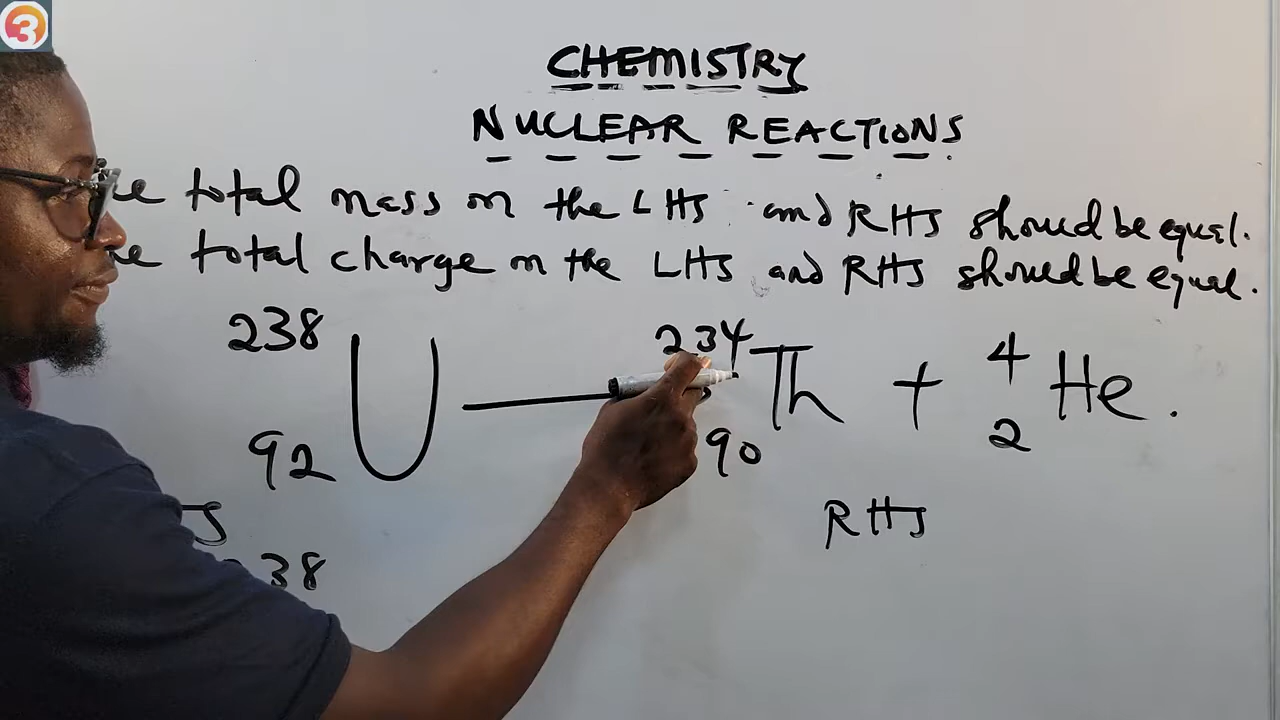 3
CHEMISTRY
NUCLEAR REACTIONS
total mass on the LHS and RHS should be equal.
total charge on the LHS and RHS should be equal.
238 234 4
U Th + He.
92 90 2
RHS
38